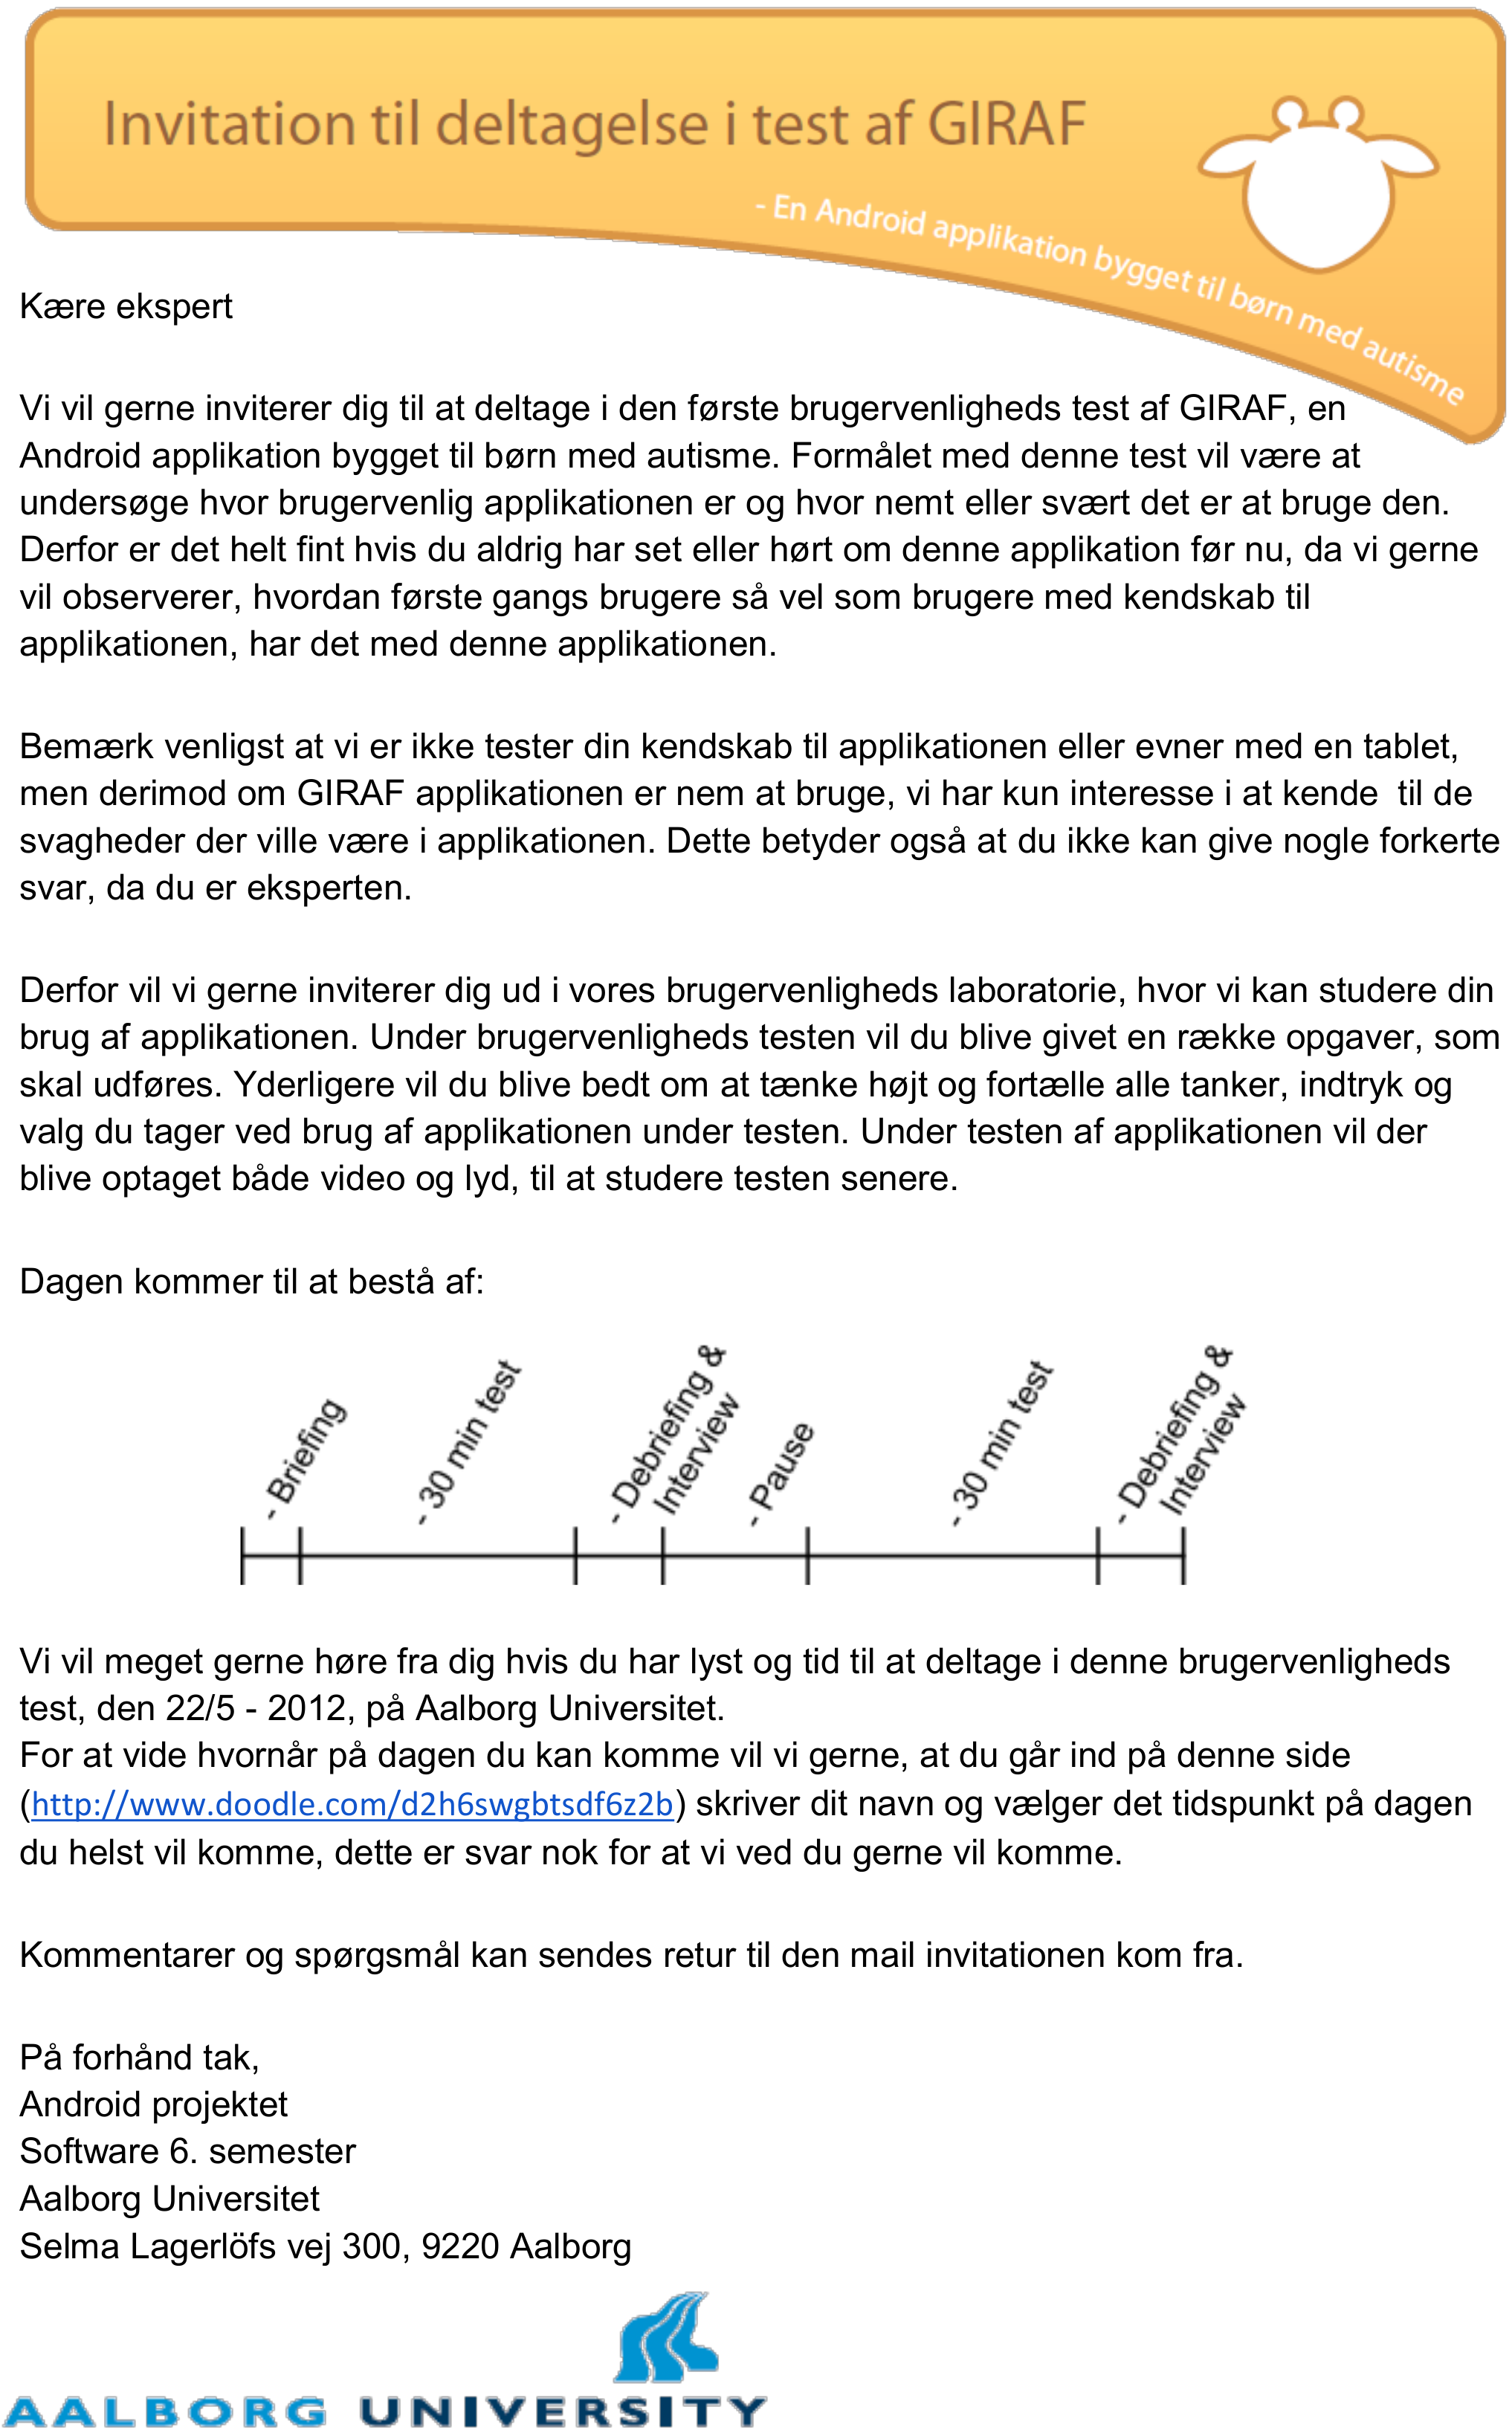 Invitation til deltagelse i test af GIRAF
- En Android applikation bygget til børn med autisme
Kære ekspert
Vi vil gerne inviterer dig til at deltage i den første brugervenligheds test af GIRAF, en
Android applikation bygget til børn med autisme. Formålet med denne test vil være at
undersøge hvor brugervenlig applikationen er og hvor nemt eller svært det er at bruge den.
Derfor er det helt fint hvis du aldrig har set eller hørt om denne applikation før nu, da vi gerne
vil observerer, hvordan første gangs brugere så vel som brugere med kendskab til
applikationen, har det med denne applikationen.
Bemærk venligst at vi er ikke tester din kendskab til applikationen eller evner med en tablet,
men derimod om GIRAF applikationen er nem at bruge, vi har kun interesse i at kende  til de
svagheder der ville være i applikationen. Dette betyder også at du ikke kan give nogle forkerte
svar, da du er eksperten.
Derfor vil vi gerne inviterer dig ud i vores brugervenligheds laboratorie, hvor vi kan studere din
brug af applikationen. Under brugervenligheds testen vil du blive givet en række opgaver, som
skal udføres. Yderligere vil du blive bedt om at tænke højt og fortælle alle tanker, indtryk og
valg du tager ved brug af applikationen under testen. Under testen af applikationen vil der
blive optaget både video og lyd, til at studere testen senere.
Dagen kommer til at bestå af:
- Briefing
- 30 min test
- Debriefing &
Interview
- Pause
- 30 min test
- Debriefing &
Interview
Vi vil meget gerne høre fra dig hvis du har lyst og tid til at deltage i denne brugervenligheds
test, den 22/5 - 2012, på Aalborg Universitet.
For at vide hvornår på dagen du kan komme vil vi gerne, at du går ind på denne side
(http://www.doodle.com/d2h6swgbtsdf6z2b) skriver dit navn og vælger det tidspunkt på dagen
du helst vil komme, dette er svar nok for at vi ved du gerne vil komme.
Kommentarer og spørgsmål kan sendes retur til den mail invitationen kom fra.
På forhånd tak,
Android projektet
Software 6. semester
Aalborg Universitet
Selma Lagerlöfs vej 300, 9220 Aalborg
AALBORG UNIVERSITY